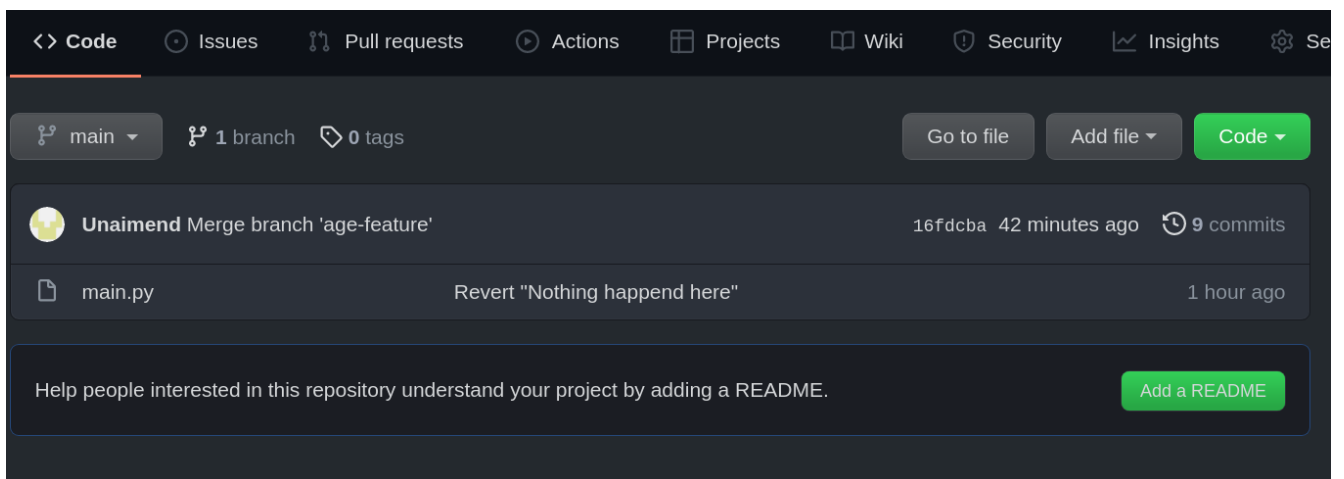 Code Issues Pull requests Actions Projects Wiki Security Insights Se
main 1 branch 0 tags Go to file Add file Code
Unaimend Merge branch 'age-feature' 16fdcba 42 minutes ago 9 commits
main.py Revert "Nothing happend here" 1 hour ago
Help people interested in this repository understand your project by adding a README. Add a README